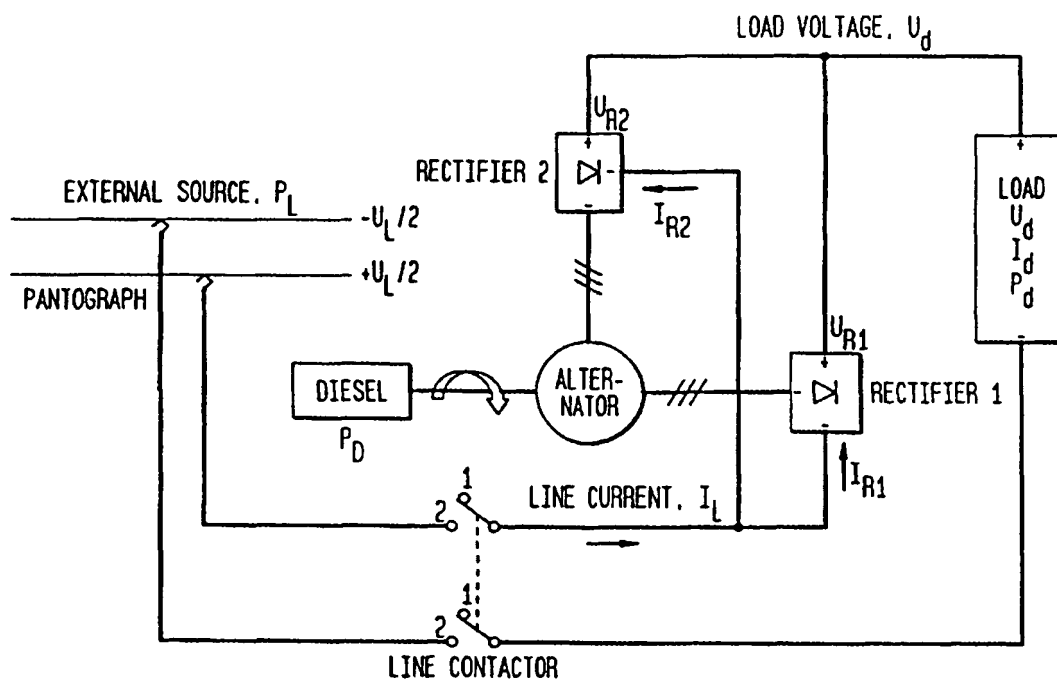 LOAD VOLTAGE, U_d
U_R2
RECTIFIER 2
+
-
-
I_R2
EXTERNAL SOURCE, P_L
-U_L/2
+U_L/2
PANTOGRAPH
+
LOAD
U_d
I_d
P_d
-
U_R1
DIESEL
P_D
ALTER-
NATOR
+
-
-
RECTIFIER 1
I_R1
1
2
LINE CURRENT, I_L
1
2
LINE CONTACTOR